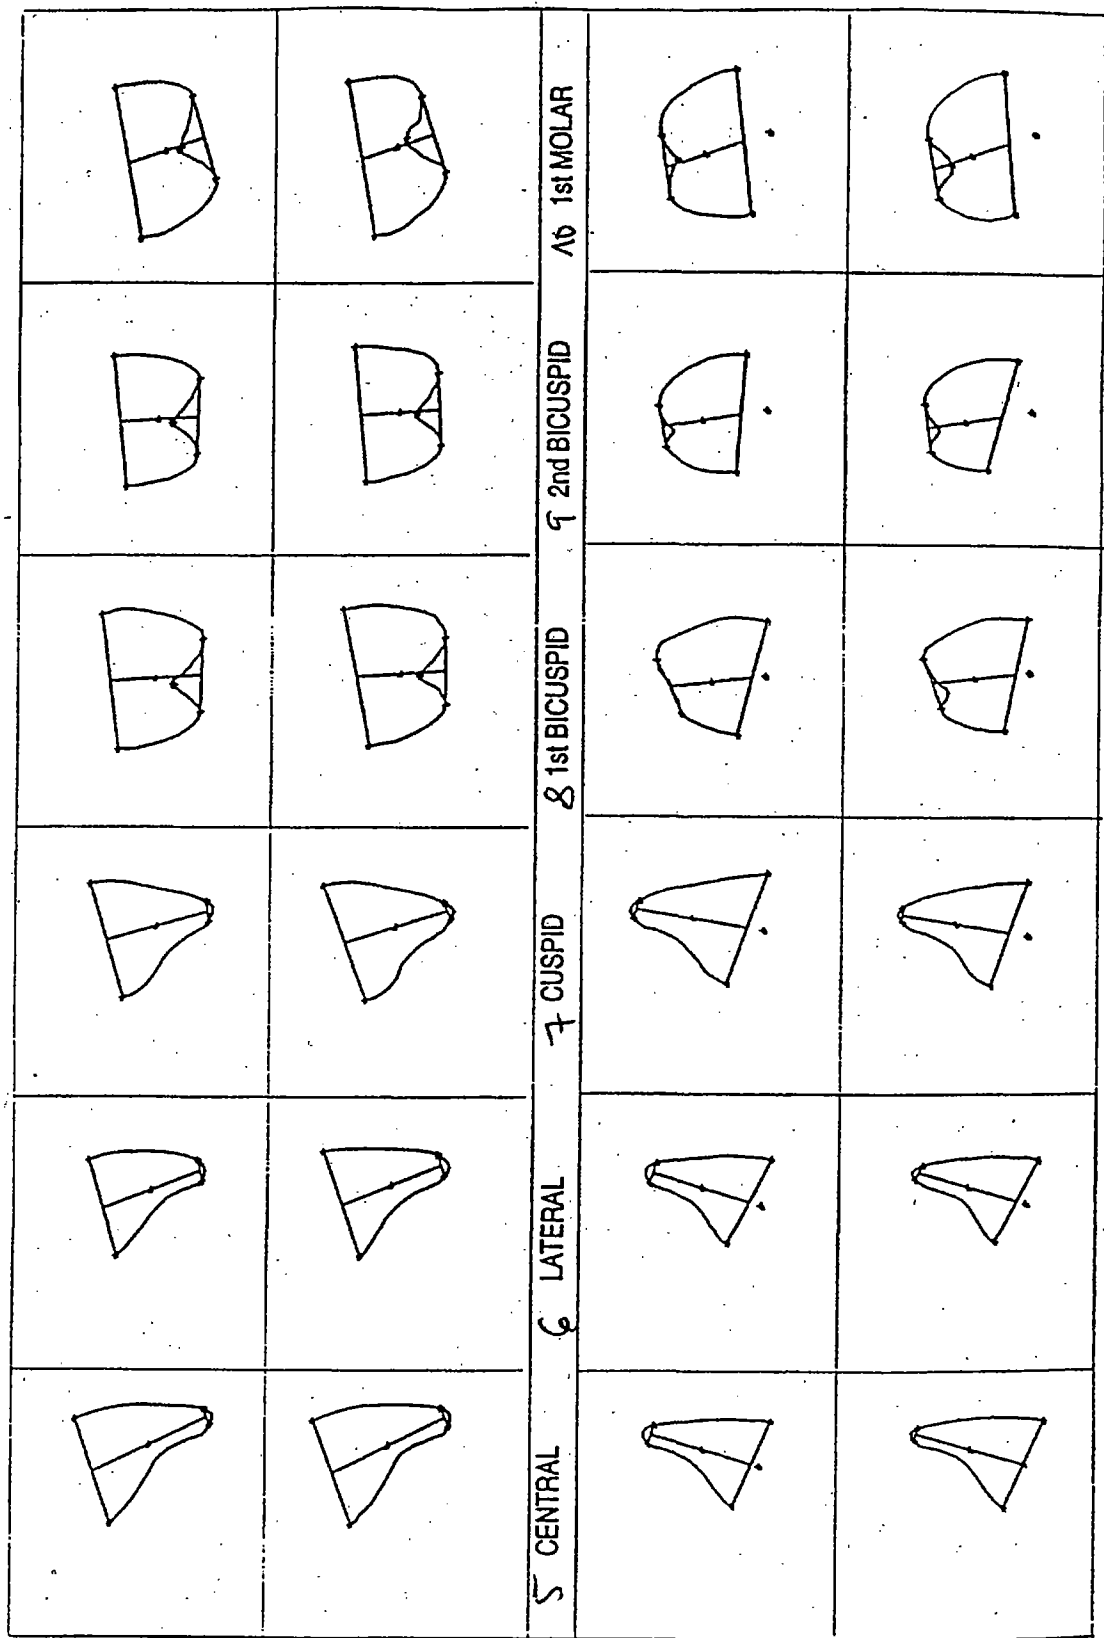 5 CENTRAL
6 LATERAL
7 CUSPID
8 1st BICUSPID
9 2nd BICUSPID
10 1st MOLAR